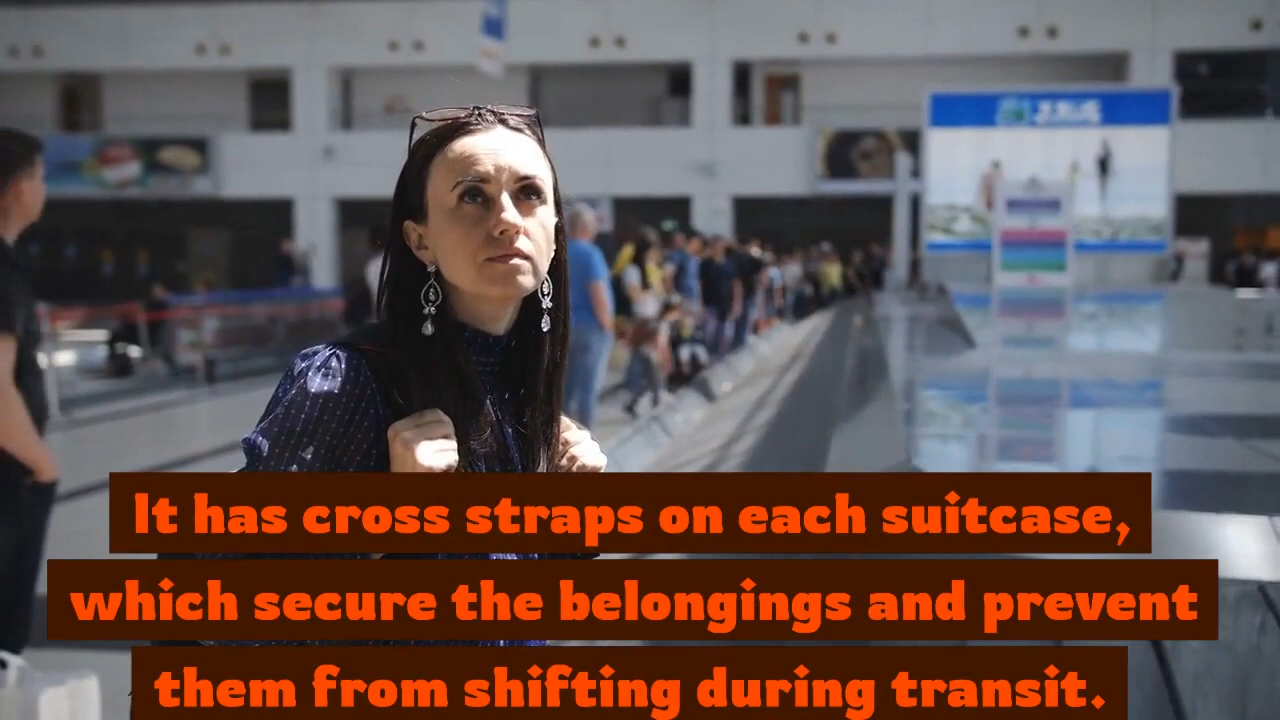 It has cross straps on each suitcase,
which secure the belongings and prevent
them from shifting during transit.